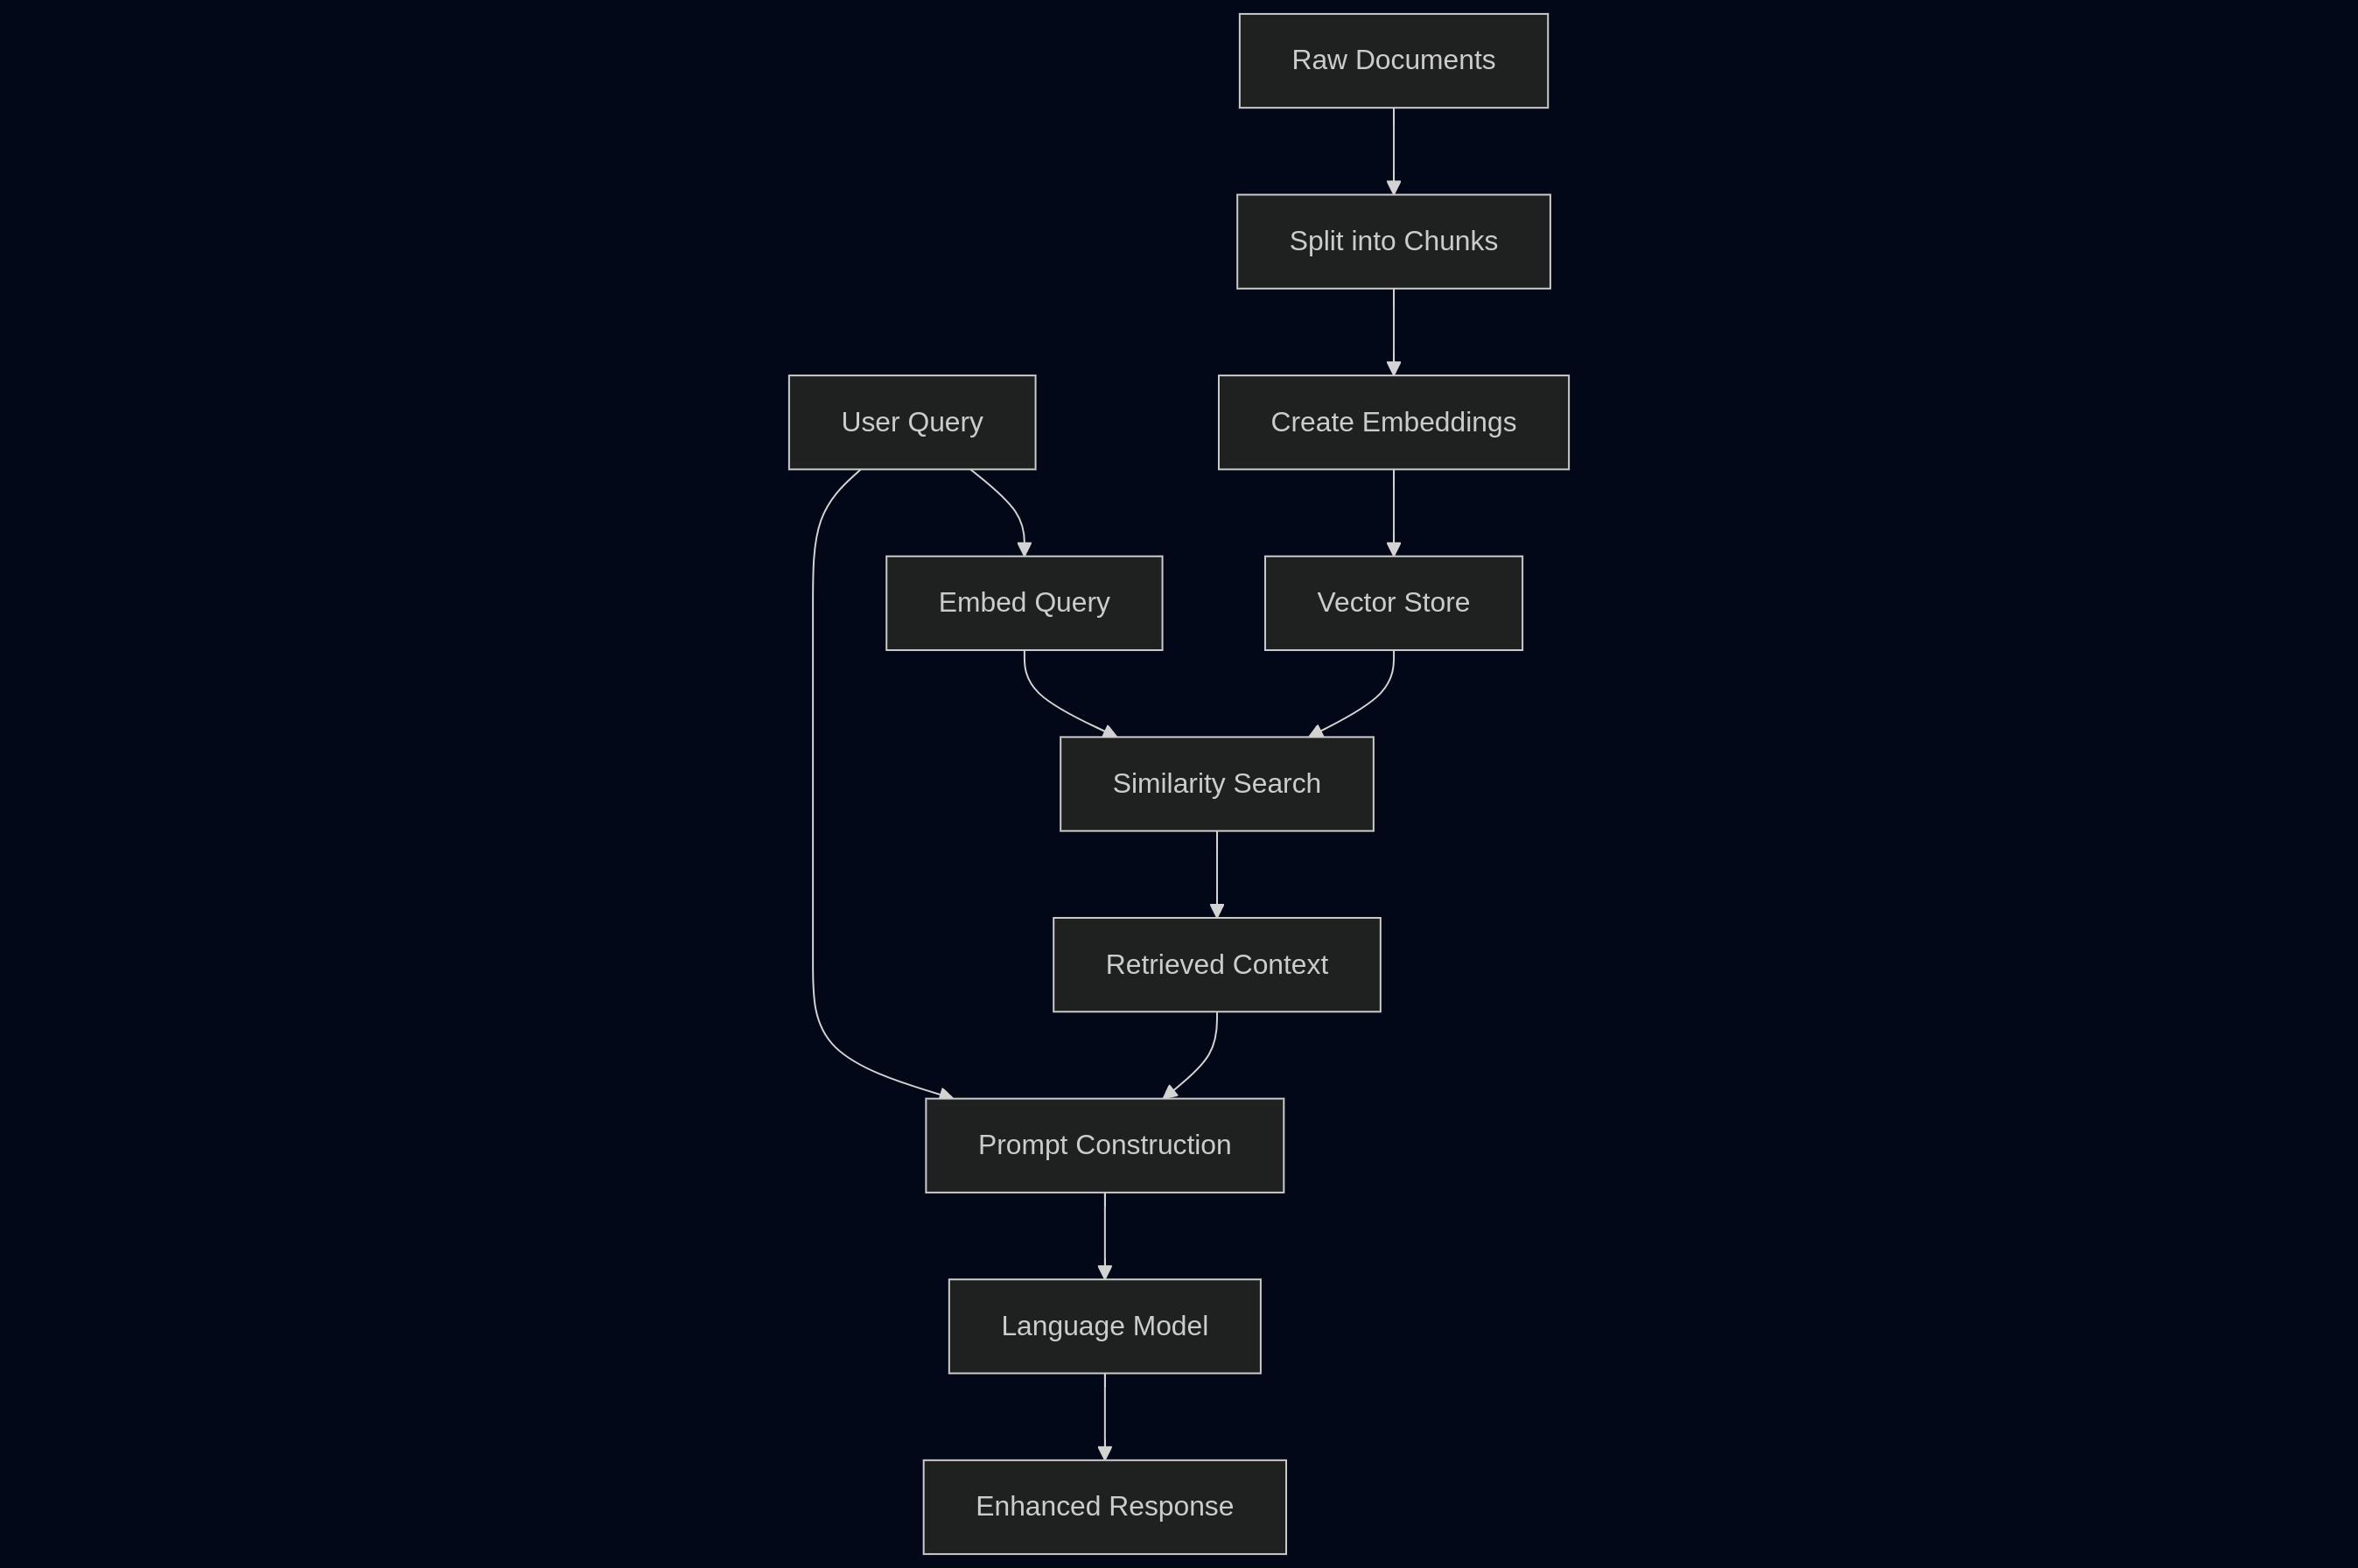 Raw Documents
Split into Chunks
User Query
Create Embeddings
Embed Query
Vector Store
Similarity Search
Retrieved Context
Prompt Construction
Language Model
Enhanced Response